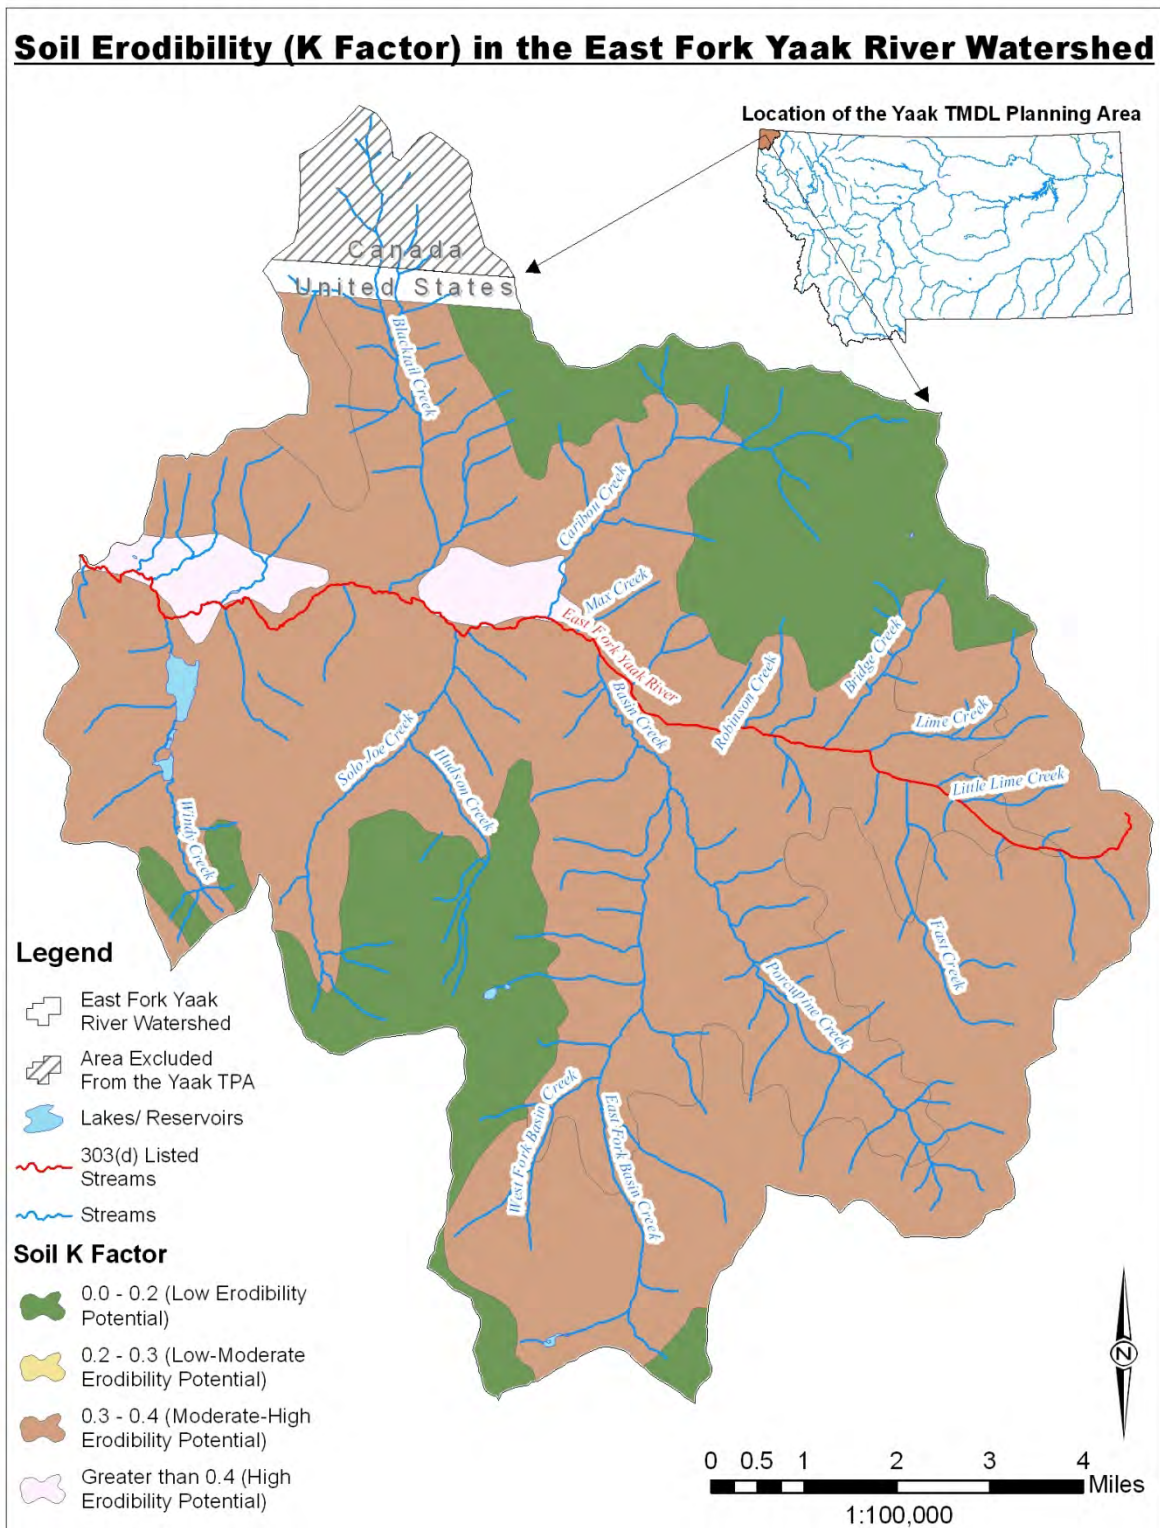 Soil Erodibility (K Factor) in the East Fork Yaak River Watershed
Location of the Yaak TMDL Planning Area
Canada
United States
Blacktail Creek
Caribou Creek
Max Creek
East Fork Yaak River
Basin Creek
Robinson Creek
Bridge Creek
Lime Creek
Little Lime Creek
Solo Joe Creek
Hudson Creek
Windy Creek
Fast Creek
Porcupine Creek
West Fork Basin Creek
East Fork Basin Creek
Legend
East Fork Yaak
River Watershed
Area Excluded
From the Yaak TPA
Lakes/ Reservoirs
303(d) Listed
Streams
Streams
Soil K Factor
0.0 - 0.2 (Low Erodibility
Potential)
0.2 - 0.3 (Low-Moderate
Erodibility Potential)
0.3 - 0.4 (Moderate-High
Erodibility Potential)
Greater than 0.4 (High
Erodibility Potential)
N
0 0.5 1 2 3 4
Miles
1:100,000